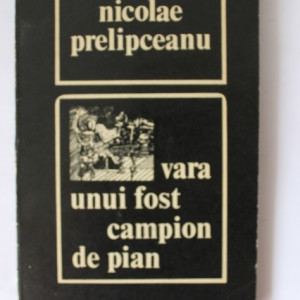 nicolae
prelipceanu
vara
unui fost
campion
de pian